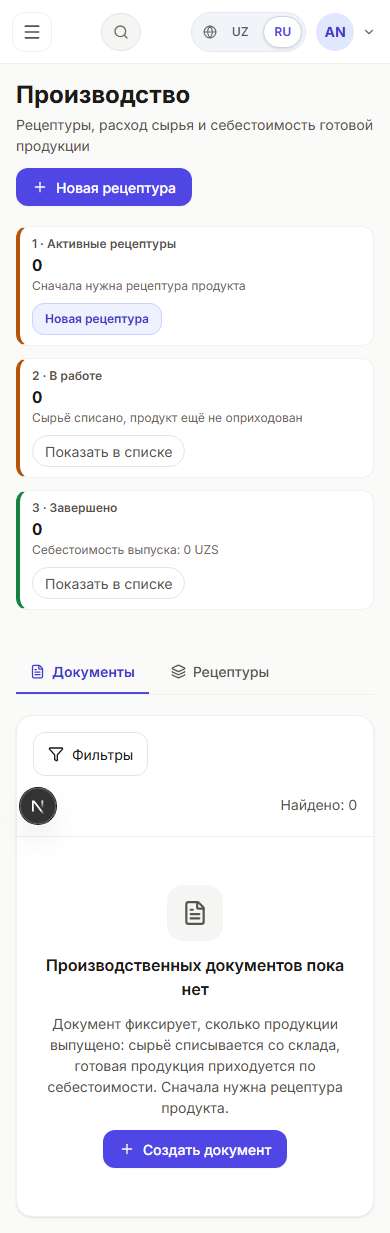 UZ RU AN
Производство
Рецептуры, расход сырья и себестоимость готовой
продукции
+ Новая рецептура
1 · Активные рецептуры
0
Сначала нужна рецептура продукта
Новая рецептура
2 · В работе
0
Сырьё списано, продукт ещё не оприходован
Показать в списке
3 · Завершено
0
Себестоимость выпуска: 0 UZS
Показать в списке
Документы Рецептуры
Фильтры
N Найдено: 0
Производственных документов пока
нет
Документ фиксирует, сколько продукции
выпущено: сырьё списывается со склада,
готовая продукция приходуется по
себестоимости. Сначала нужна рецептура
продукта.
+ Создать документ